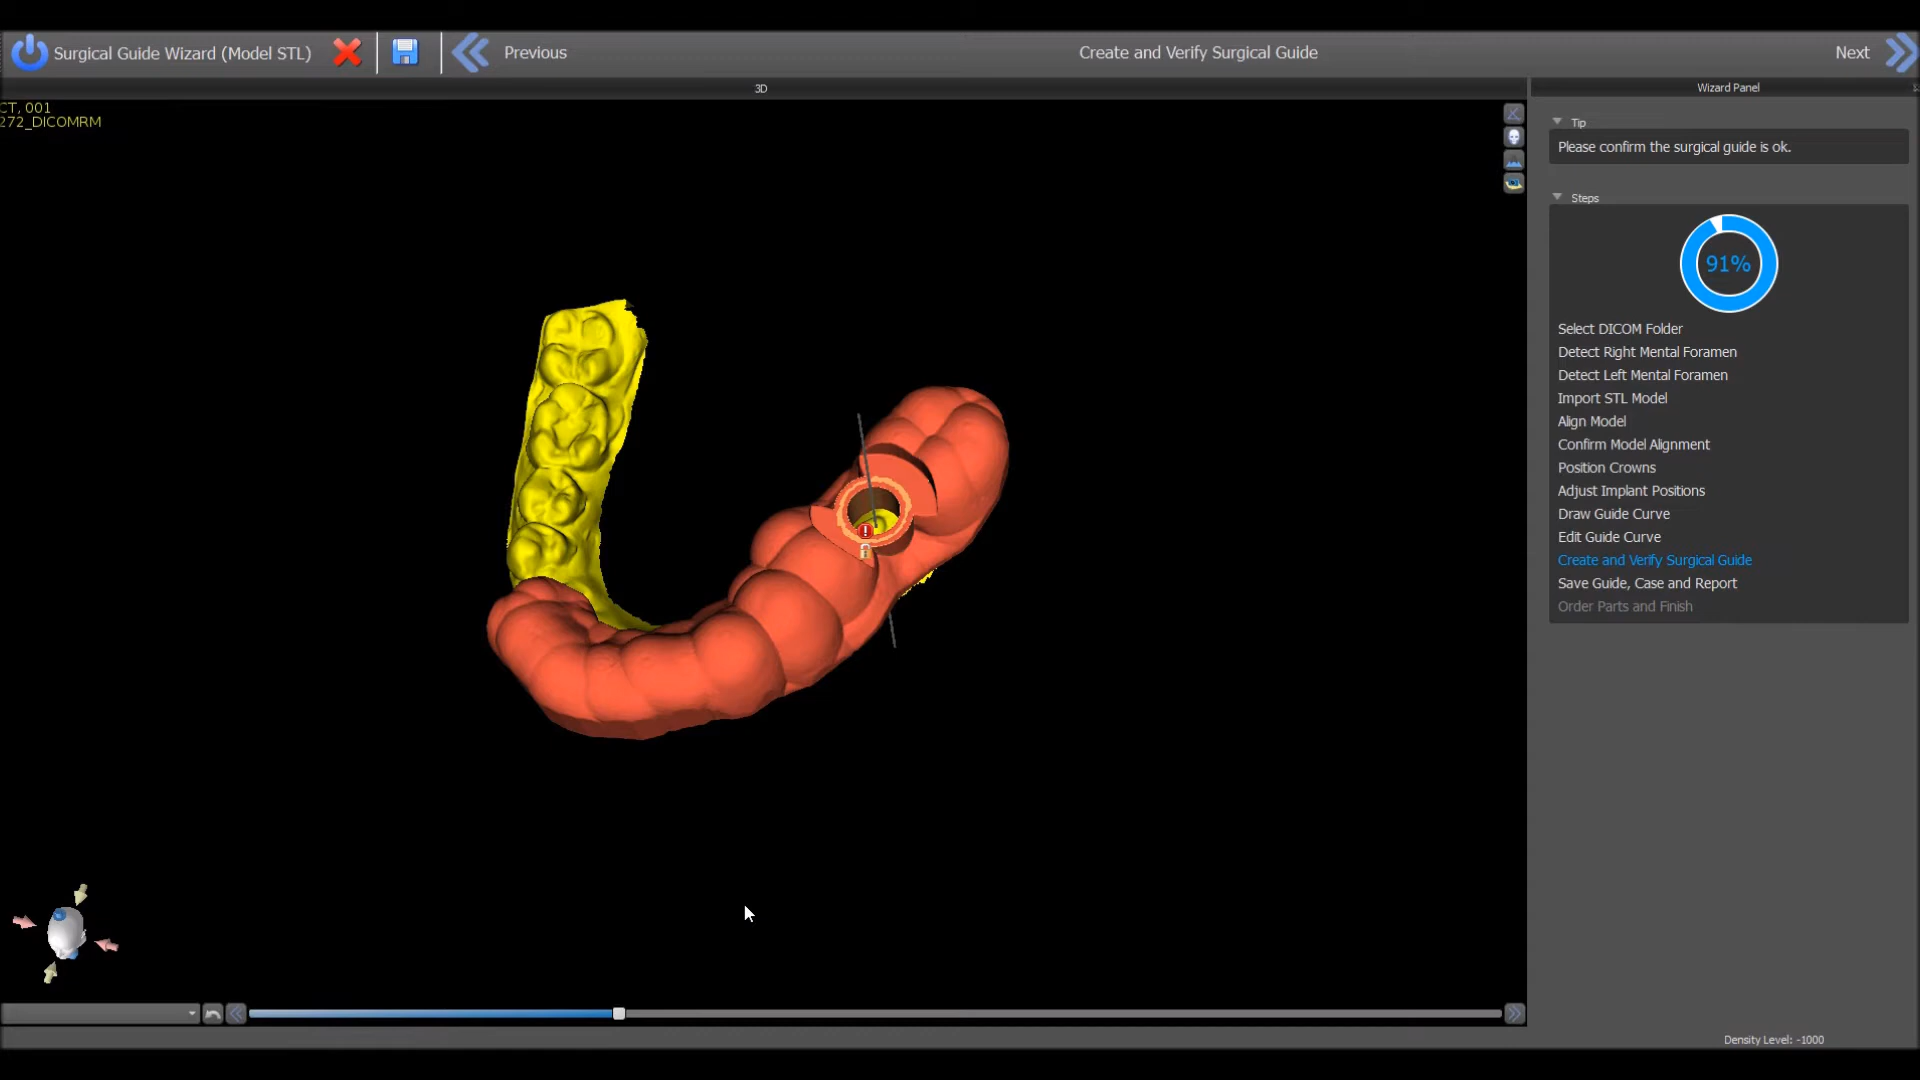 Surgical Guide Wizard (Model STL)
Previous
Create and Verify Surgical Guide
Next
3D
Wizard Panel
CT, 001
272_DICOMRM
Tip
Please confirm the surgical guide is ok.
Steps
91%
Select DICOM Folder
Detect Right Mental Foramen
Detect Left Mental Foramen
Import STL Model
Align Model
Confirm Model Alignment
Position Crowns
Adjust Implant Positions
Draw Guide Curve
Edit Guide Curve
Create and Verify Surgical Guide
Save Guide, Case and Report
Order Parts and Finish
Density Level: -1000